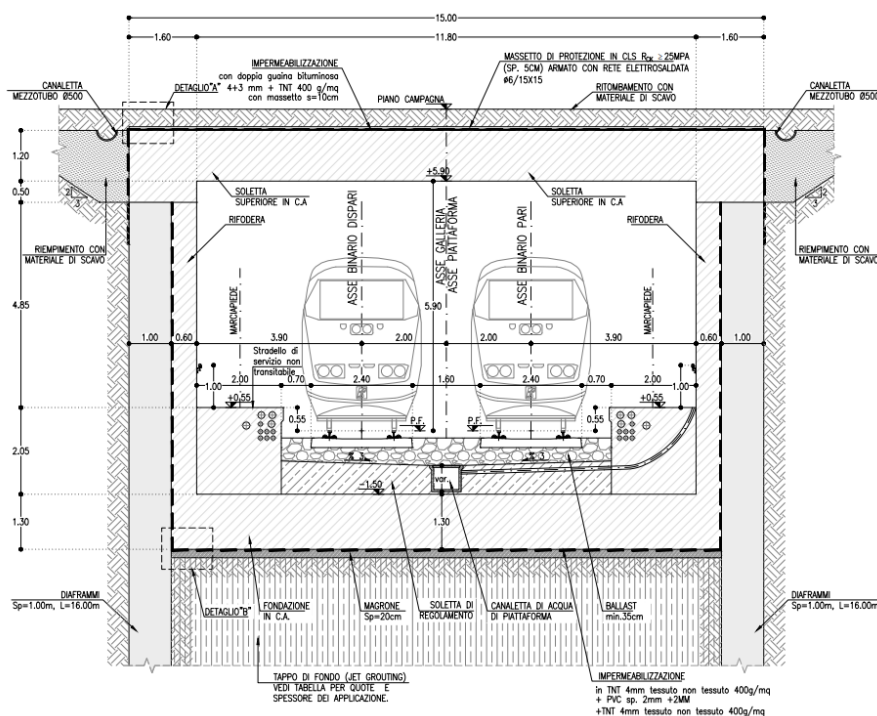 15.00
1.60
11.80
1.60
IMPERMEABILIZZAZIONE
con doppia guaina bituminosa
4+3 mm + TNT 400 g/mq
con massetto s=10cm
MASSETTO DI PROTEZIONE IN CLS RCK ≥25MPA
(SP. 5CM) ARMATO CON RETE ELETTROSALDATA
ø6/15X15
CANALETTA
MEZZOTUBO Ø500
DETAGLIO"A"
PIANO CAMPAGNA
RITOMBAMENTO CON
MATERIALE DI SCAVO
CANALETTA
MEZZOTUBO Ø500
1.20
0.50
4.85
2.05
1.30
+5.90
SOLETTA
SUPERIORE IN C.A
SOLETTA
SUPERIORE IN C.A
2
3
2
3
RIFODERA
RIFODERA
ASSE BINARIO DISPARI
ASSE GALLERIA
ASSE PIATTAFORMA
ASSE BINARIO PARI
RIEMPIMENTO CON
MATERIALE DI SCAVO
RIEMPIMENTO CON
MATERIALE DI SCAVO
MARCIAPIEDE
MARCIAPIEDE
5.90
1.00
0.60
3.90
2.00
2.00
3.90
0.60
1.00
Stradello di
servizio non
transitabile
1.00
2.00
0.70
2.40
1.60
2.40
0.70
2.00
1.00
+0.55
+0.55
0.55
P.F.
P.F.
0.55
% 3
% 3
var.
-1.50
1.30
DIAFRAMMI
Sp=1.00m, L=16.00m
DETAGLIO"B"
FONDAZIONE
IN C.A.
MAGRONE
Sp=20cm
SOLETTA DI
REGOLAMENTO
CANALETTA DI ACQUA
DI PIATTAFORMA
BALLAST
min.35cm
DIAFRAMMI
Sp=1.00m, L=16.00m
TAPPO DI FONDO (JET GROUTING)
VEDI TABELLA PER QUOTE E
SPESSORE DEI APPLICAZIONE.
IMPERMEABILIZZAZIONE
in TNT 4mm tessuto non tessuto 400g/mq
+ PVC sp. 2mm +2MM
+TNT 4mm tessuto non tessuto 400g/mq